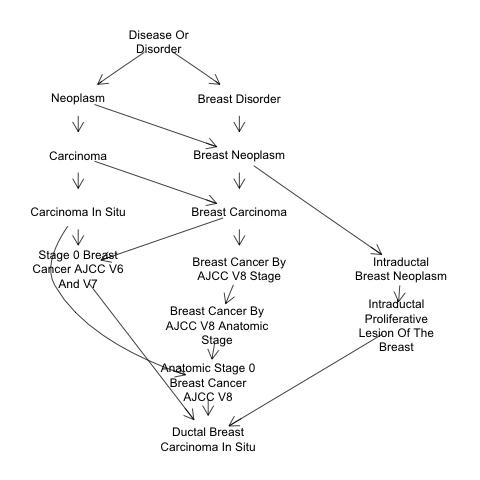 Disease Or
Disorder
Neoplasm
Breast Disorder
Carcinoma
Breast Neoplasm
Carcinoma In Situ
Breast Carcinoma
Stage 0 Breast
Cancer AJCC V6
And V7
Breast Cancer By
AJCC V8 Stage
Intraductal
Breast Neoplasm
Breast Cancer By
AJCC V8 Anatomic
Stage
Intraductal
Proliferative
Lesion Of The
Breast
Anatomic Stage 0
Breast Cancer
AJCC V8
Ductal Breast
Carcinoma In Situ